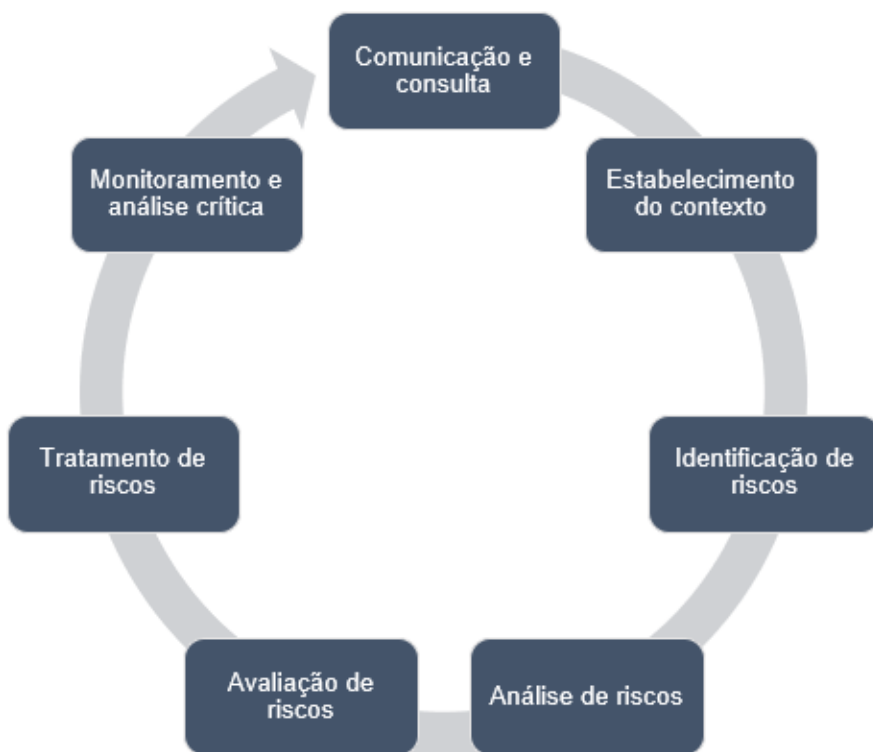 Comunicação e
consulta
Estabelecimento
do contexto
Identificação de
riscos
Análise de riscos
Avaliação de
riscos
Tratamento de
riscos
Monitoramento e
análise crítica